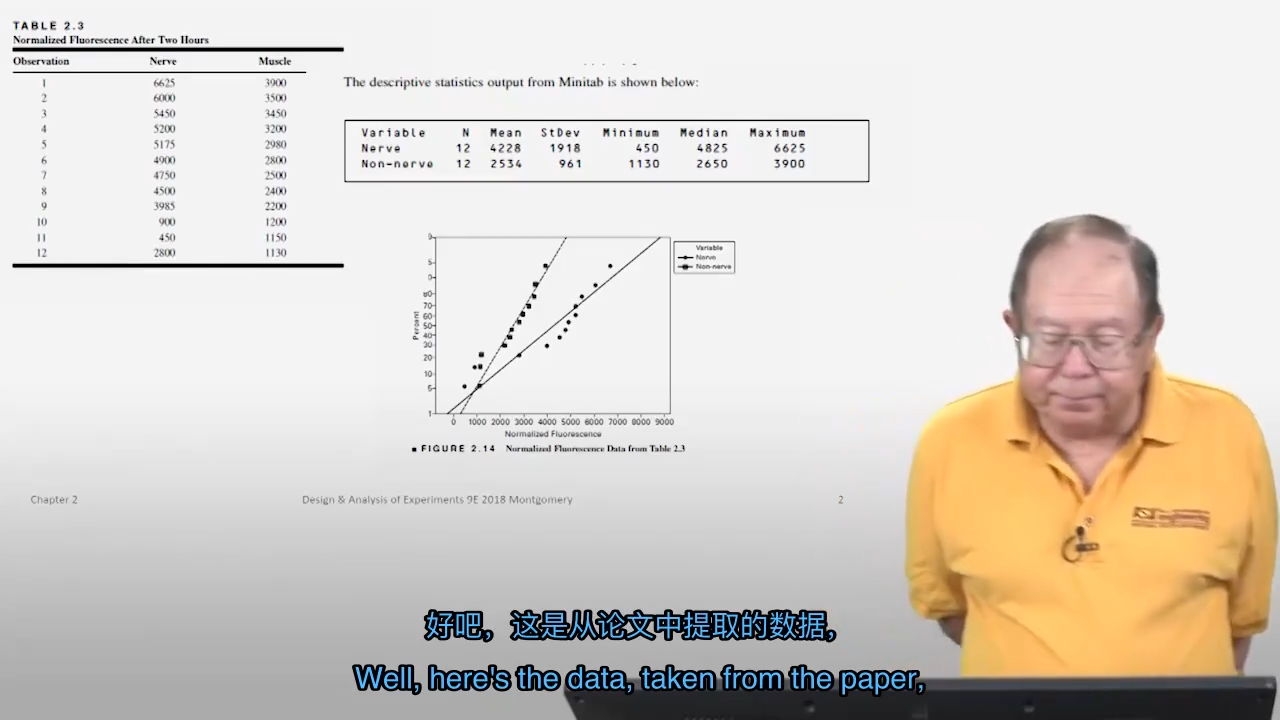 TABLE 2.3
Normalized Fluorescence After Two Hours
Observation Nerve Muscle
1 6625 3900
2 6000 3500
3 5450 3450
4 5200 3200
5 5175 2980
6 4900 2800
7 4750 2500
8 4500 2400
9 3985 2200
10 900 1200
11 450 1150
12 2800 1130
The descriptive statistics output from Minitab is shown below:
Variable N Mean StDev Minimum Median Maximum
Nerve 12 4228 1918 450 4825 6625
Non-nerve 12 2534 961 1130 2650 3900
Variable
Nerve
Non-nerve
Percent
80
70
60
50
40
30
20
10
5
1
0 1000 2000 3000 4000 5000 6000 7000 8000 9000
Normalized Fluorescence
■ FIGURE 2.14 Normalized Fluorescence Data from Table 2.3
Chapter 2 Design & Analysis of Experiments 9E 2018 Montgomery 2
好吧，这是从论文中提取的数据，
Well, here's the data, taken from the paper,